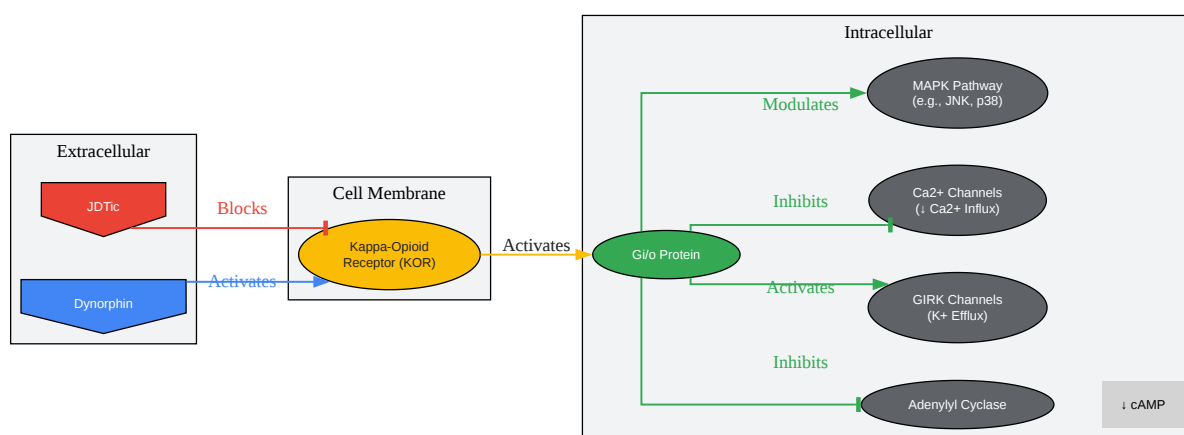 Intracellular
MAPK Pathway
(e.g., JNK, p38)
Modulates
Extracellular
Cell Membrane
JDTic
Blocks
Inhibits
Ca2+ Channels
(↓ Ca2+ Influx)
Kappa-Opioid
Receptor (KOR)
Activates
Gi/o Protein
Dynorphin
Activates
Activates
GIRK Channels
(K+ Efflux)
Inhibits
Adenylyl Cyclase
↓ cAMP